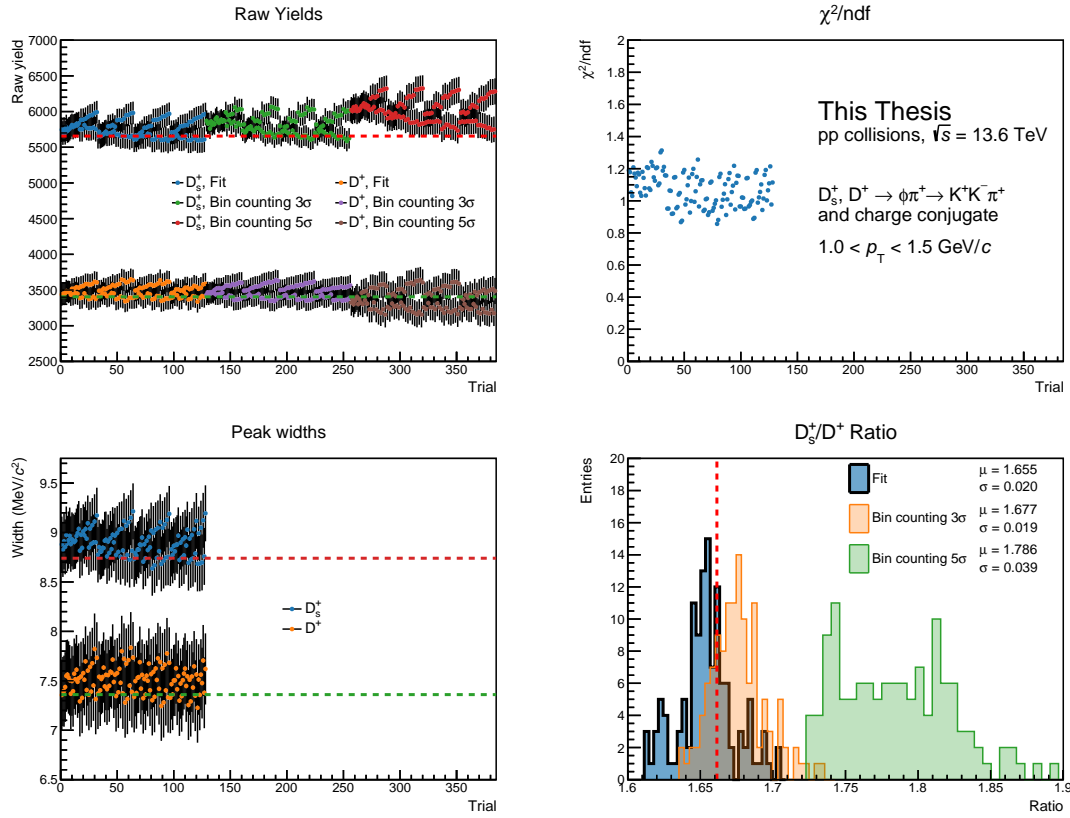 Raw Yields
Raw yield
7000
6500
6000
5500
5000
4500
4000
3500
3000
2500
D⁺ₛ, Fit
D⁺, Fit
D⁺ₛ, Bin counting 3σ
D⁺, Bin counting 3σ
D⁺ₛ, Bin counting 5σ
D⁺, Bin counting 5σ
0 50 100 150 200 250 300 350
Trial
χ²/ndf
χ²/ndf
2
1.8
1.6
1.4
1.2
1
0.8
0.6
0.4
0.2
0
This Thesis
pp collisions, √s = 13.6 TeV
D⁺ₛ, D⁺ → ϕπ⁺→ K⁺K⁻π⁺
and charge conjugate
1.0 < p_T < 1.5 GeV/c
0 50 100 150 200 250 300 350
Trial
Peak widths
Width (MeV/c²)
9.5
9
8.5
8
7.5
7
6.5
D⁺ₛ
D⁺
0 50 100 150 200 250 300 350
Trial
D⁺ₛ/D⁺ Ratio
Entries
20
18
16
14
12
10
8
6
4
2
0
Fit
μ = 1.655
σ = 0.020
Bin counting 3σ
μ = 1.677
σ = 0.019
Bin counting 5σ
μ = 1.786
σ = 0.039
1.6 1.65 1.7 1.75 1.8 1.85 1.9
Ratio